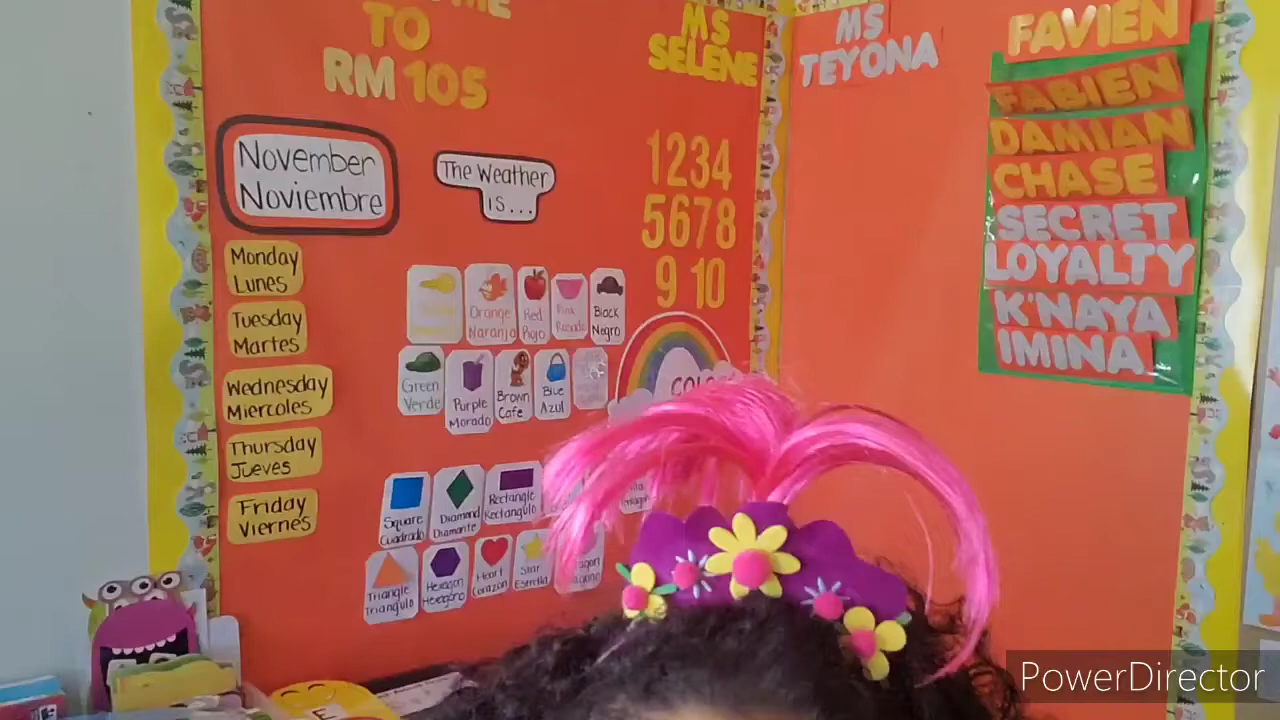 TO
RM 105
MS
SELENE
MS
TEYONA
FAVIEN
FABIEN
DAMIAN
CHASE
SECRET
LOYALTY
K'NAYA
IMINA
November
Noviembre
The Weather
is...
1234
5678
9 10
Monday
Lunes
Tuesday
Martes
Wednesday
Miercoles
Thursday
Jueves
Friday
Viernes
Orange
Naranja
Red
Rojo
Pink
Rosado
Black
Negro
Green
Verde
Purple
Morado
Brown
Cafe
Blue
Azul
Square
Cuadrado
Diamond
Diamante
Rectangle
Rectangulo
Triangle
Triangulo
Hexagon
Hexagono
Heart
Corazon
Star
Estrella
PowerDirector